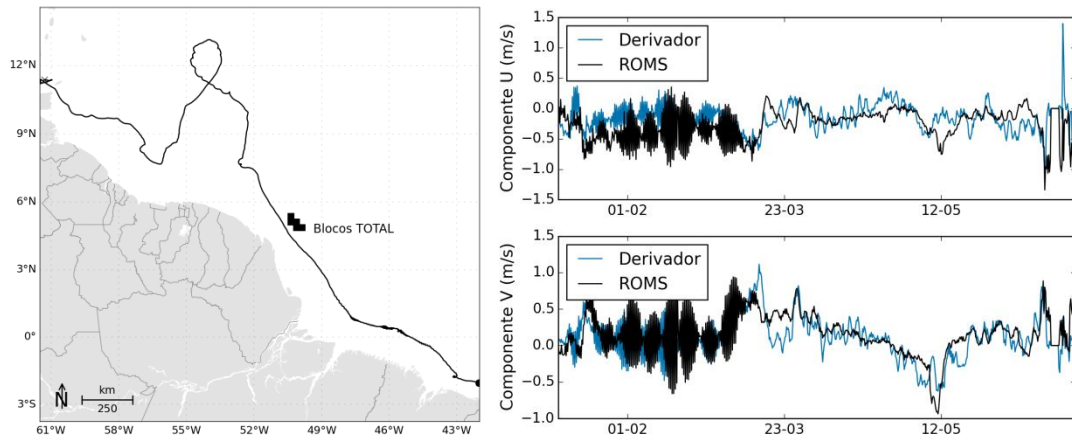 12°N
9°N
6°N
3°N
0°
3°S
61°W 58°W 55°W 52°W 49°W 46°W 43°W
Blocos TOTAL
N
km
250
Componente U (m/s)
1.5
1.0
0.5
0.0
−0.5
−1.0
−1.5
Derivador
ROMS
01-02 23-03 12-05
Componente V (m/s)
1.5
1.0
0.5
0.0
−0.5
−1.0
Derivador
ROMS
01-02 23-03 12-05